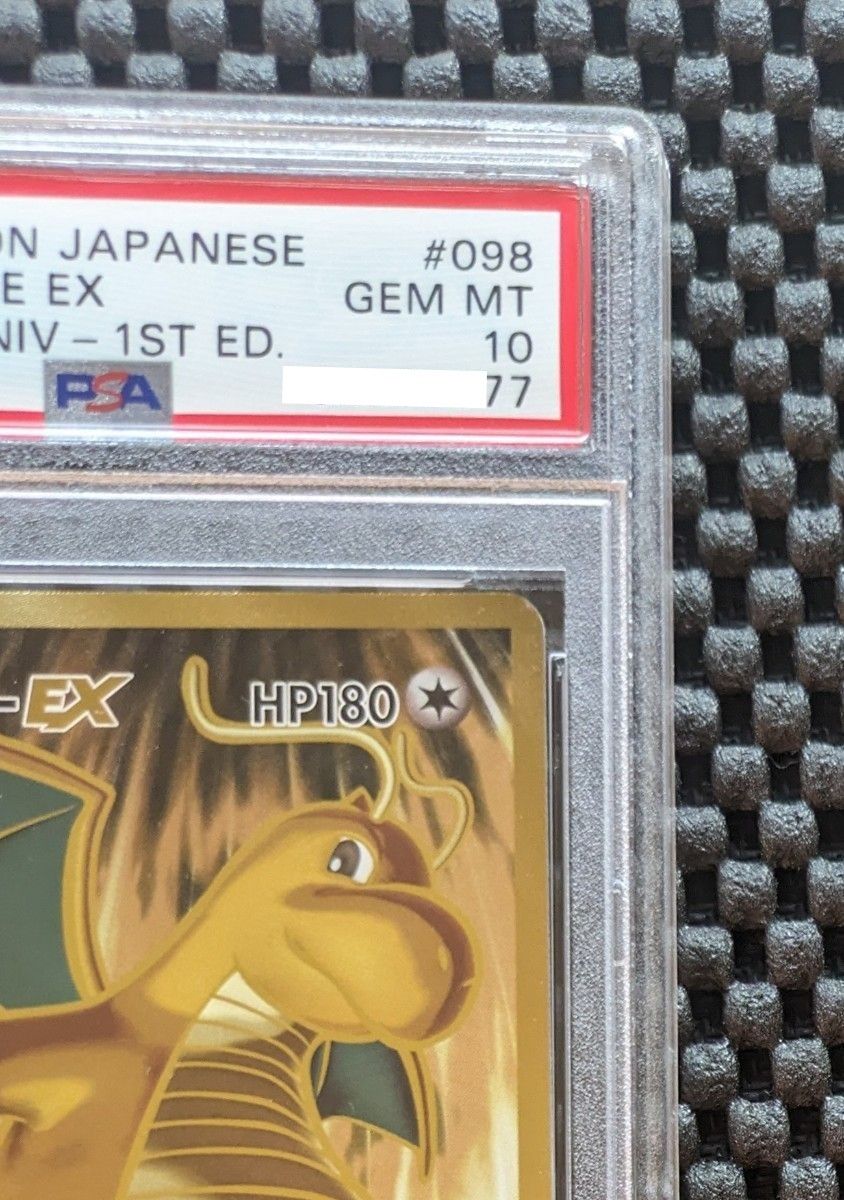 ON JAPANESE #098
E EX GEM MT
NIV - 1ST ED. 10
PSA 77
-EX HP180